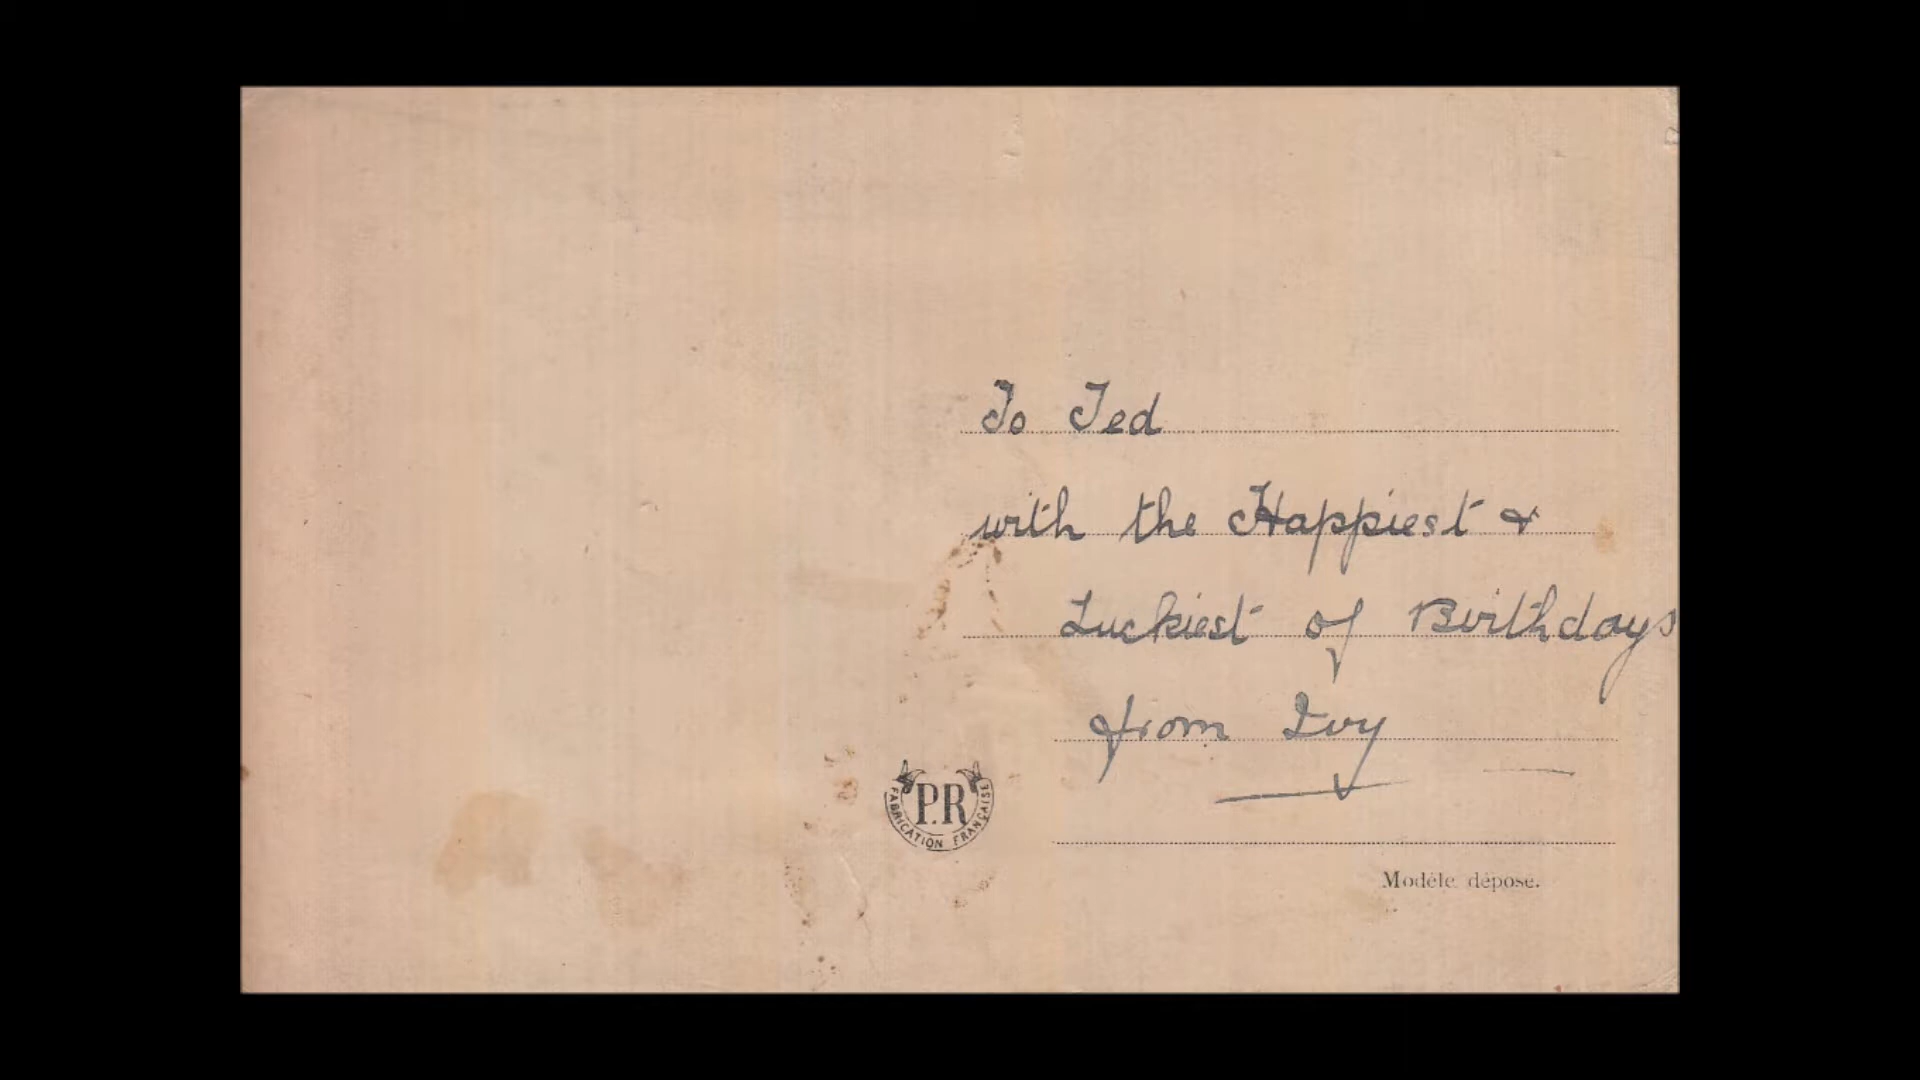 To Ted
with the Happiest &
Luckiest of Birthdays
from Ivy
P.R
FABRICATION FRANÇAISE
Modèle déposé.